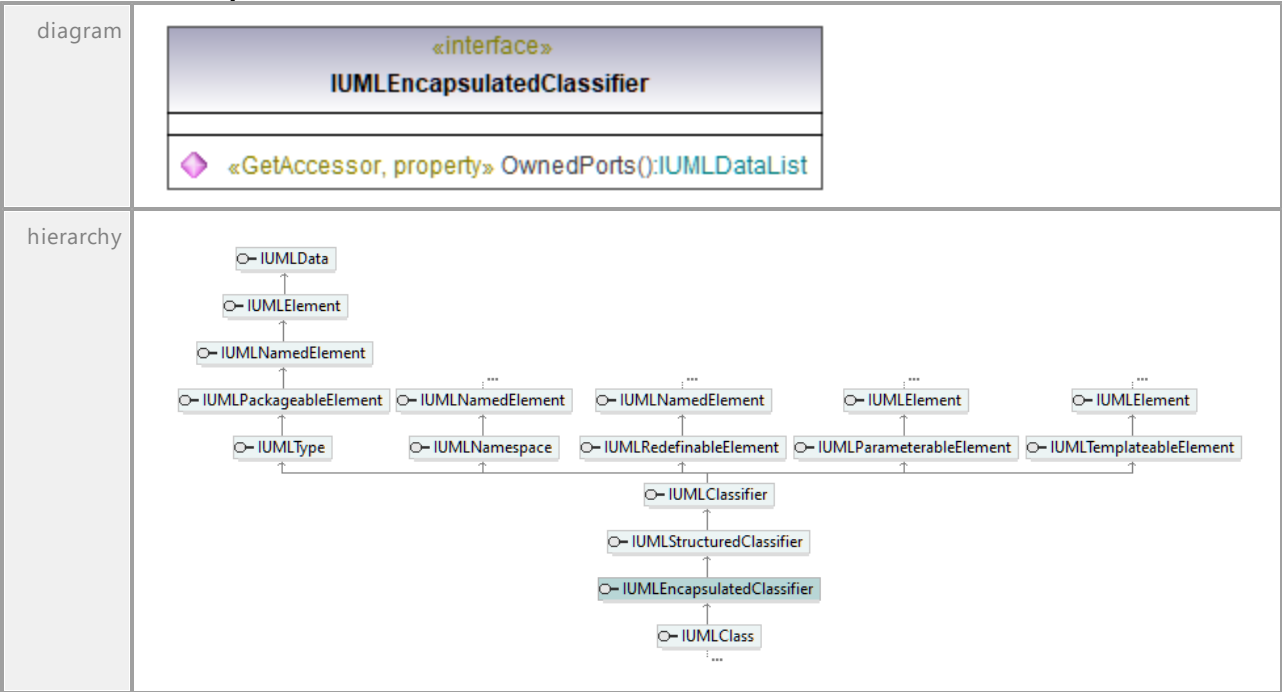 diagram
«interface»
IUMLEncapsulatedClassifier
«GetAccessor, property» OwnedPorts():IUMLDataList
hierarchy
IUMLData
IUMLElement
IUMLNamedElement
... ... ... ...
IUMLPackageableElement IUMLNamedElement IUMLNamedElement IUMLElement IUMLElement
IUMLType IUMLNamespace IUMLRedefinableElement IUMLParameterableElement IUMLTemplateableElement
IUMLClassifier
IUMLStructuredClassifier
IUMLEncapsulatedClassifier
IUMLClass
...